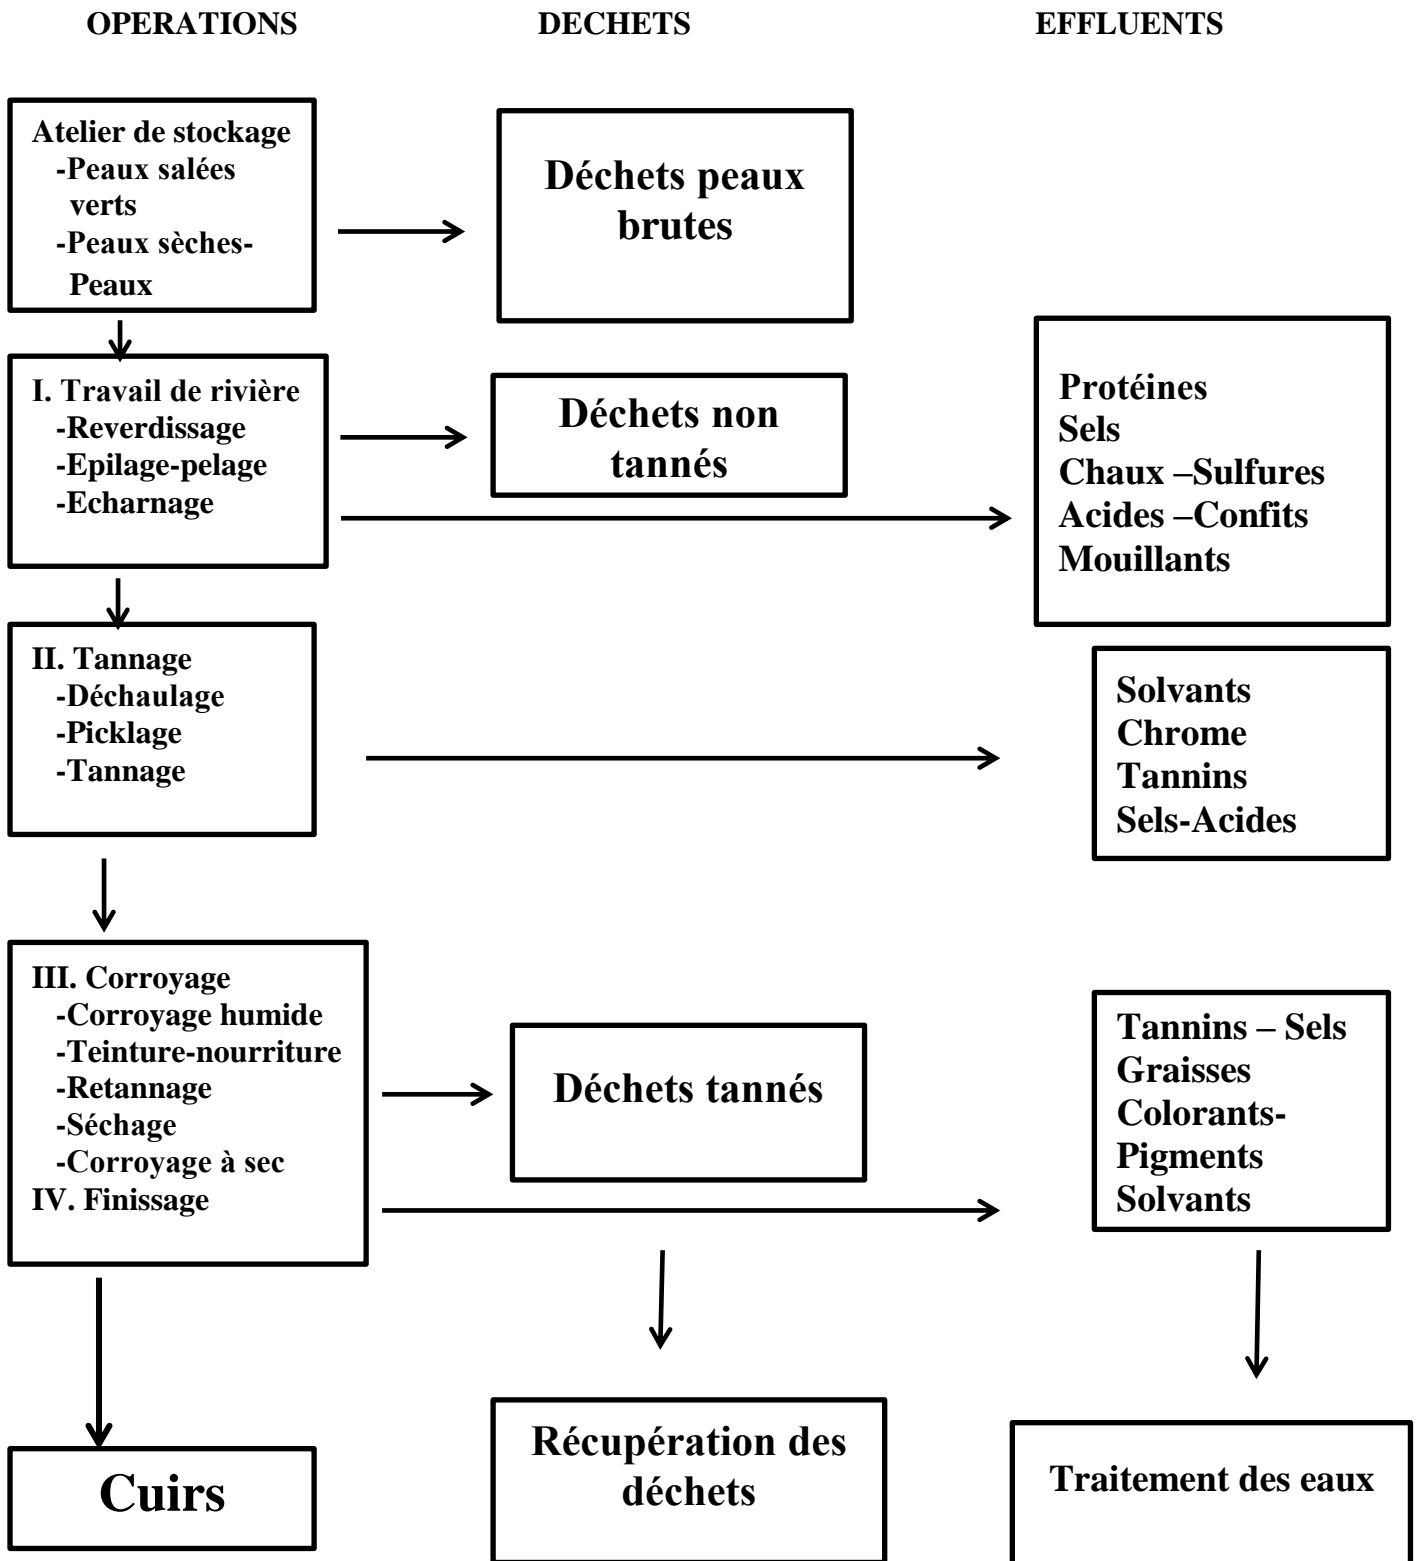 OPERATIONS
DECHETS
EFFLUENTS
Atelier de stockage
-Peaux salées
verts
-Peaux sèches-
Peaux
Déchets peaux
brutes
I. Travail de rivière
-Reverdissage
-Epilage-pelage
-Echarnage
Déchets non
tannés
Protéines
Sels
Chaux –Sulfures
Acides –Confits
Mouillants
II. Tannage
-Déchaulage
-Picklage
-Tannage
Solvants
Chrome
Tannins
Sels-Acides
III. Corroyage
-Corroyage humide
-Teinture-nourriture
-Retannage
-Séchage
-Corroyage à sec
IV. Finissage
Déchets tannés
Tannins – Sels
Graisses
Colorants-
Pigments
Solvants
Cuirs
Récupération des
déchets
Traitement des eaux